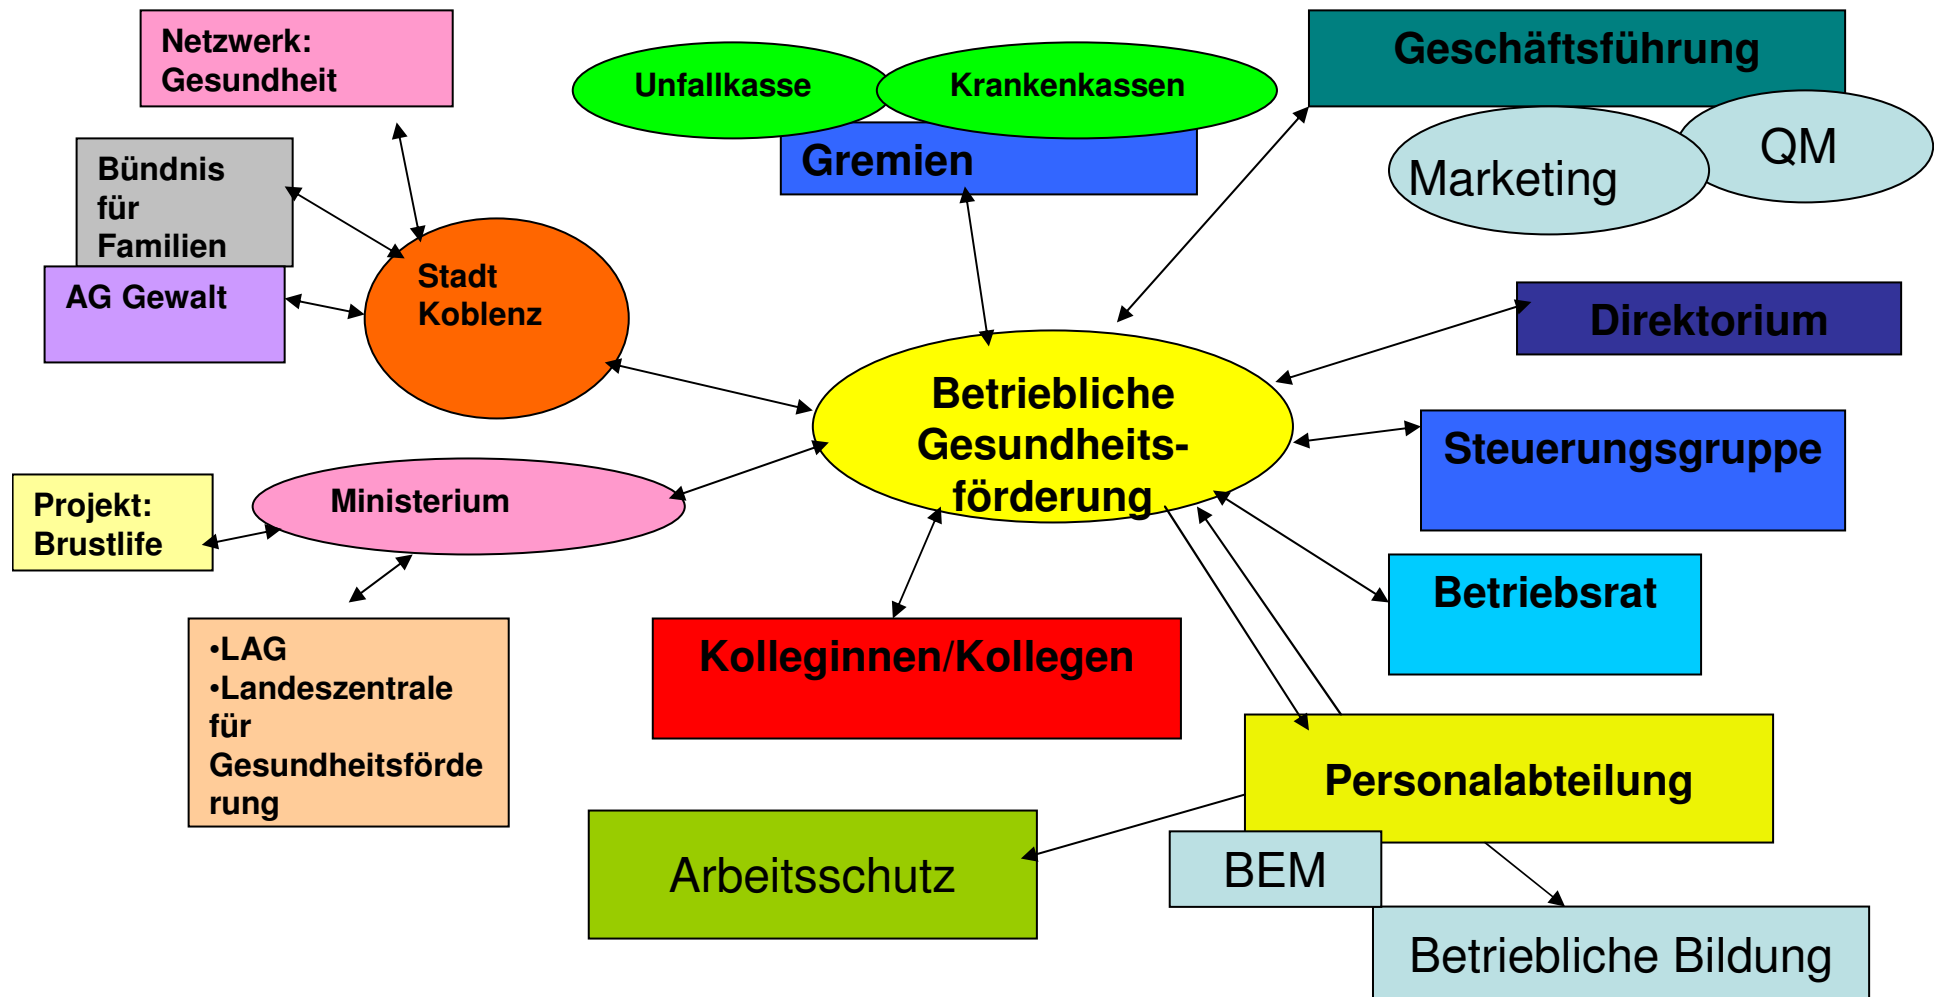 Netzwerk:
Gesundheit
Unfallkasse
Krankenkassen
Gremien
Geschäftsführung
Marketing
QM
Bündnis
für
Familien
AG Gewalt
Stadt
Koblenz
Direktorium
Betriebliche
Gesundheits-
förderung
Steuerungsgruppe
Projekt:
Brustlife
Ministerium
Betriebsrat
•LAG
•Landeszentrale
für
Gesundheitsförde
rung
Kolleginnen/Kollegen
Personalabteilung
Arbeitsschutz
BEM
Betriebliche Bildung